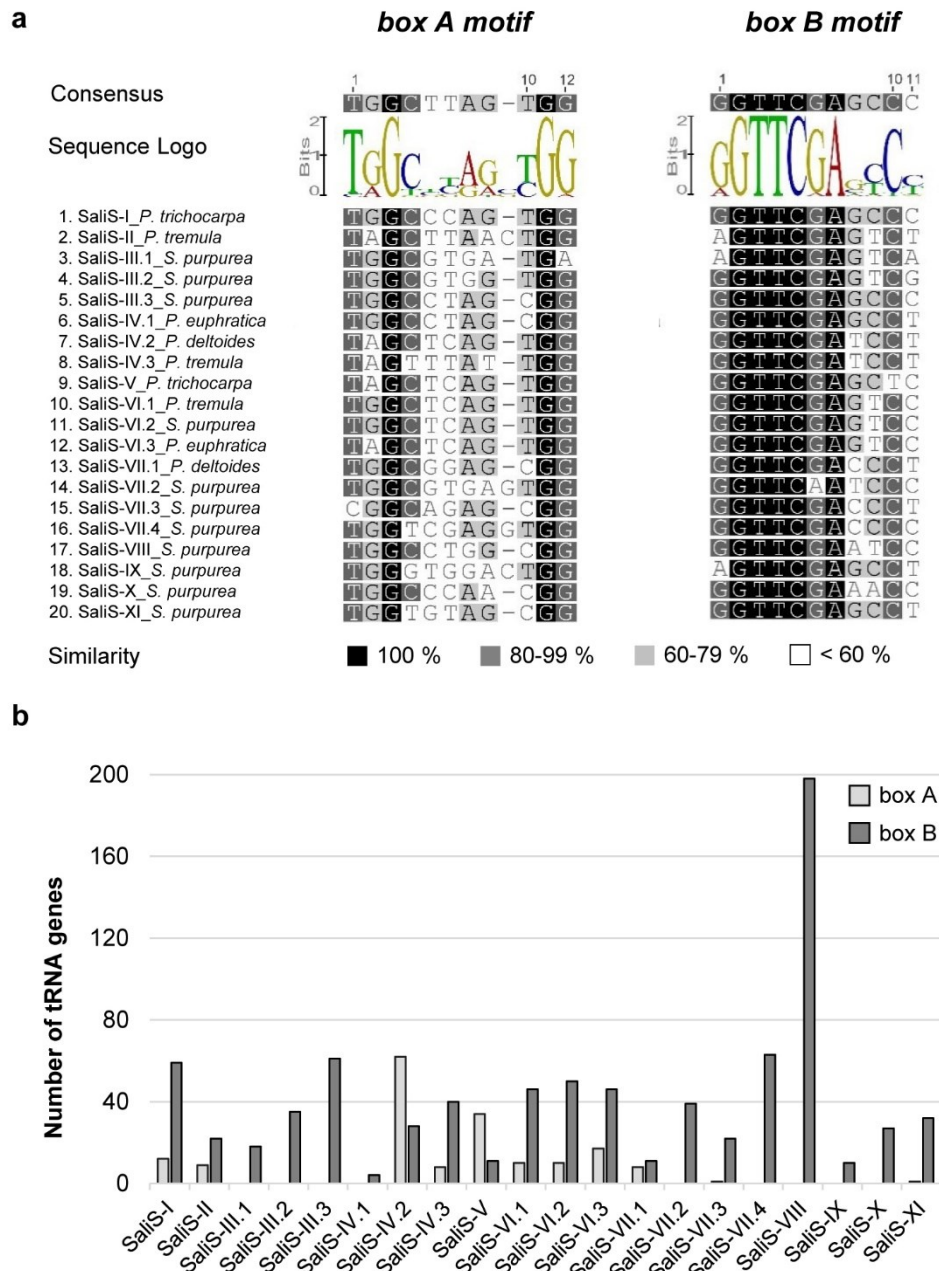 a
box A motif
box B motif
1 10 12
1 10 11
Consensus
TGGCTTAG-TGG
GGTTCGAGCCC
Sequence Logo
2
1
0
Bits
2
1
0
Bits
1. SaliS-I_P. trichocarpa TGGCCCAG-TGG GGTTCGAGCCC
2. SaliS-II_P. tremula TAGCTTAACTGG AGTTCGAGTCT
3. SaliS-III.1_S. purpurea TGGCGTGA-TGA AGTTCGAGTCA
4. SaliS-III.2_S. purpurea TGGCGTGG-TGG GGTTCGAGTCG
5. SaliS-III.3_S. purpurea TGGCCTAG-CGG GGTTCGAGCCC
6. SaliS-IV.1_P. euphratica TGGCCTAG-CGG GGTTCGAGCCT
7. SaliS-IV.2_P. deltoides TAGCTCAG-TGG GGTTCGATCCT
8. SaliS-IV.3_P. tremula TAGTTTAT-TGG GGTTCGATCCT
9. SaliS-V_P. trichocarpa TAGCTCAG-TGG GGTTCGAGCTC
10. SaliS-VI.1_P. tremula TGGCTCAG-TGG GGTTCGAGTCC
11. SaliS-VI.2_S. purpurea TGGCTCAG-TGG GGTTCGAGTCC
12. SaliS-VI.3_P. euphratica TAGCTCAG-TGG GGTTCGAGTCC
13. SaliS-VII.1_P. deltoides TGGCGGAG-CGG GGTTCGACCCT
14. SaliS-VII.2_S. purpurea TGGCGTGAGTGG GGTTCAATCCC
15. SaliS-VII.3_S. purpurea CGGCAGAG-CGG GGTTCGACCCT
16. SaliS-VII.4_S. purpurea TGGTCGAGGTGG GGTTCGACCCC
17. SaliS-VIII_S. purpurea TGGCCTGG-CGG GGTTCGAATCC
18. SaliS-IX_S. purpurea TGGGTGGACTGG AGTTCGAGCCT
19. SaliS-X_S. purpurea TGGCCCAA-CGG GGTTCGAAACC
20. SaliS-XI_S. purpurea TGGTGTAG-CGG GGTTCGAGCCT
Similarity
100 %
80-99 %
60-79 %
< 60 %
b
Number of tRNA genes
200
160
120
80
40
0
box A
box B
SaliS-I
SaliS-II
SaliS-III.1
SaliS-III.2
SaliS-III.3
SaliS-IV.1
SaliS-IV.2
SaliS-IV.3
SaliS-V
SaliS-VI.1
SaliS-VI.2
SaliS-VI.3
SaliS-VII.1
SaliS-VII.2
SaliS-VII.3
SaliS-VII.4
SaliS-VIII
SaliS-IX
SaliS-X
SaliS-XI